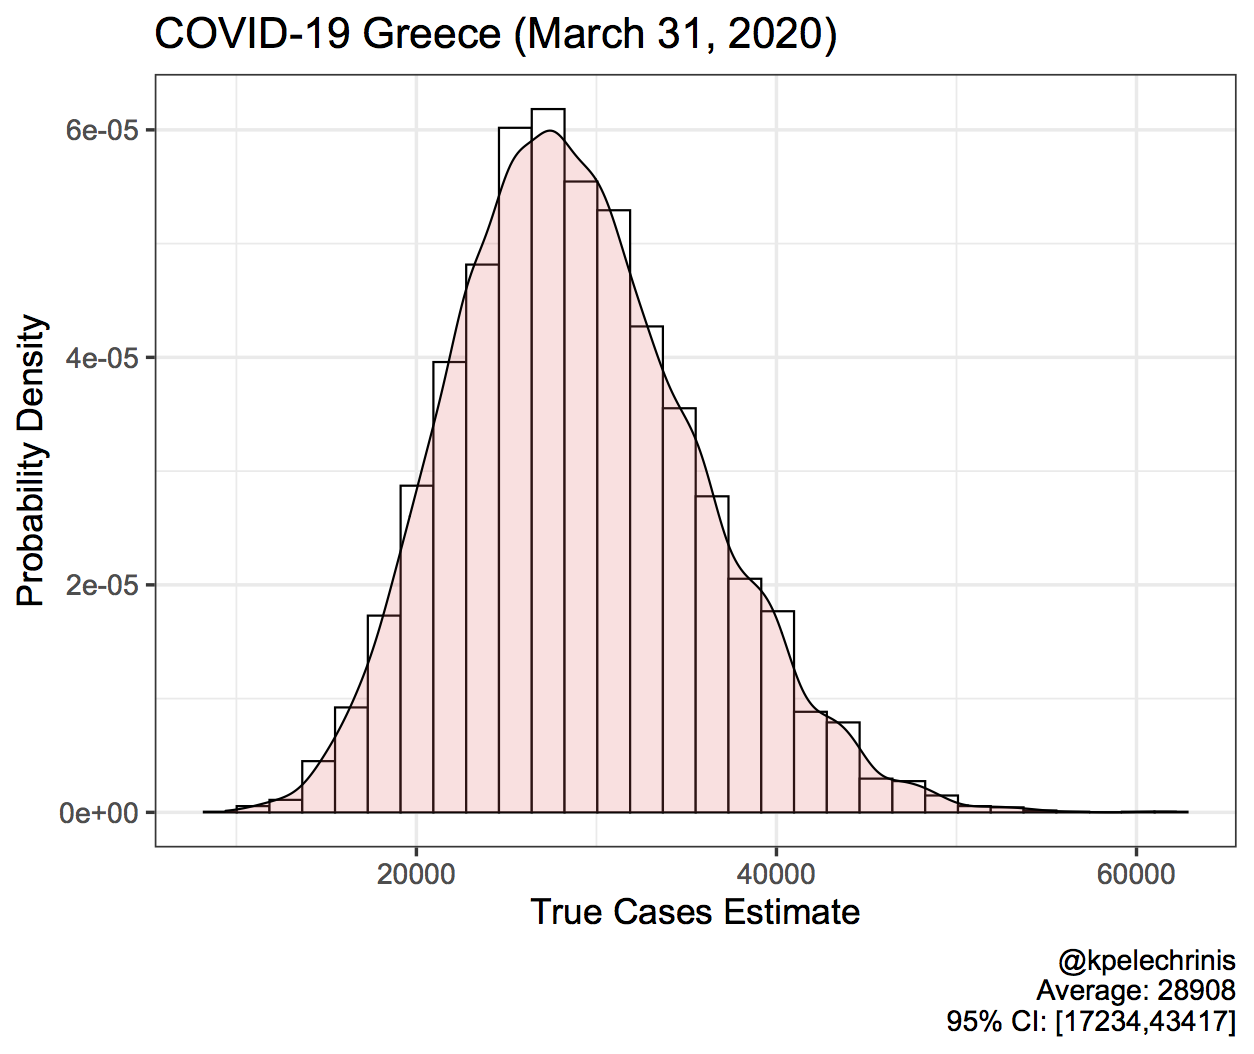 COVID-19 Greece (March 31, 2020)
6e-05
4e-05
2e-05
0e+00
Probability Density
20000
40000
60000
True Cases Estimate
@kpelechrinis
Average: 28908
95% CI: [17234,43417]